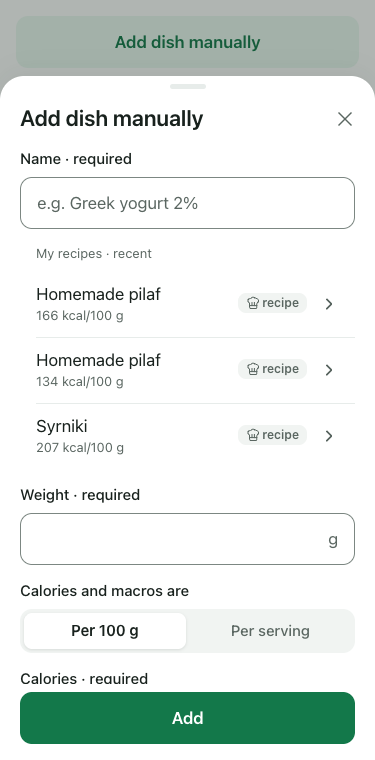 Add dish manually
Add dish manually
Name · required
e.g. Greek yogurt 2%
My recipes · recent
Homemade pilaf
166 kcal/100 g
recipe
Homemade pilaf
134 kcal/100 g
recipe
Syrniki
207 kcal/100 g
recipe
Weight · required
g
Calories and macros are
Per 100 g
Per serving
Calories · required
Add